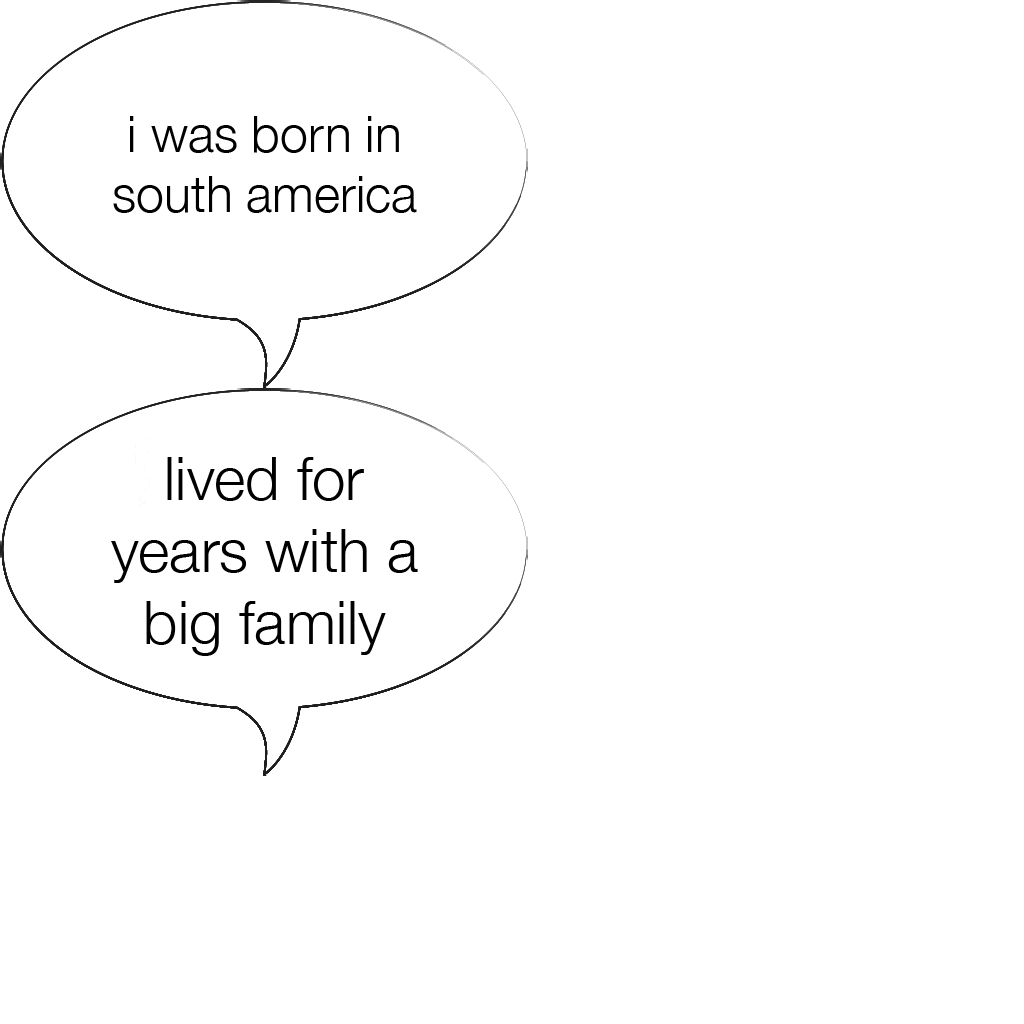 i was born in
south america
lived for
years with a
big family